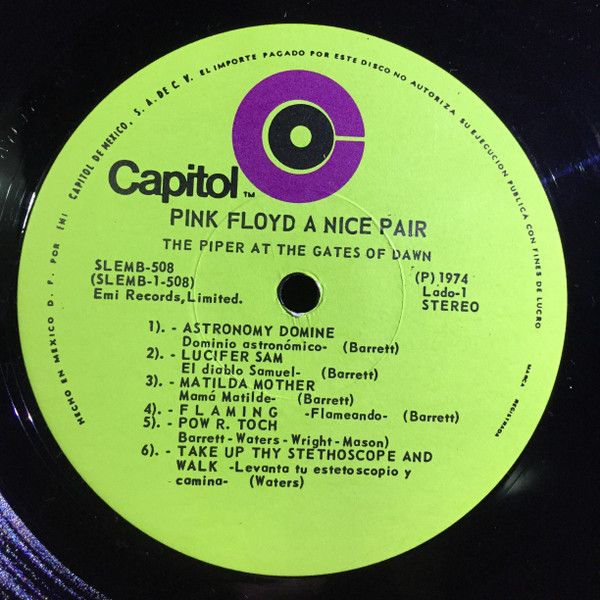 HECHO EN MEXICO D. F. POR EMI CAPITOL DE MEXICO, S. A. DE C. V. EL IMPORTE PAGADO POR ESTE DISCO NO AUTORIZA SU EJECUCION PUBLICA CON FINES DE LUCRO
MARCA REGISTRADA
Capitol TM
PINK FLOYD A NICE PAIR
THE PIPER AT THE GATES OF DAWN
SLEMB-508
(SLEMB-1-508)
Emi Records, Limited.
(P) 1974
Lado-1
STEREO
1). - ASTRONOMY DOMINE
Dominio astronómico- (Barrett)
2). - LUCIFER SAM
El diablo Samuel- (Barrett)
3). - MATILDA MOTHER
Mamá Matilde- (Barrett)
4). - FLAMING -Flameando- (Barrett)
5). - POW R. TOCH
Barrett-Waters-Wright-Mason)
6). - TAKE UP THY STETHOSCOPE AND
WALK -Levanta tu estetoscopio y
camina- (Waters)